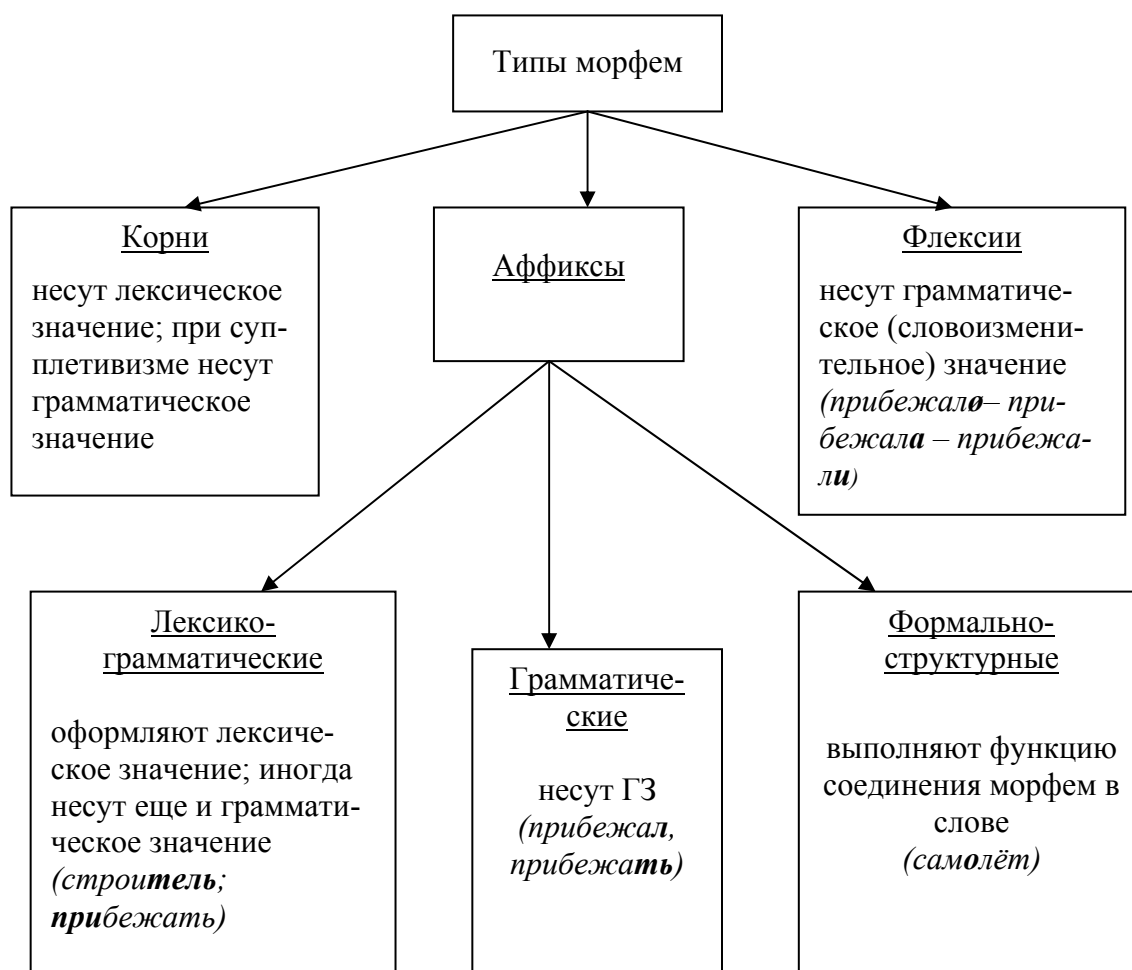 Типы морфем
Корни
несут лексическое
значение; при суп-
плетивизме несут
грамматическое
значение
Аффиксы
Флексии
несут грамматиче-
ское (словоизмени-
тельное) значение
(прибежалø– при-
бежала – прибежа-
ли)
Лексико-
грамматические
оформляют лексиче-
ское значение; иногда
несут еще и граммати-
ческое значение
(строитель;
прибежать)
Грамматиче-
ские
несут ГЗ
(прибежал,
прибежать)
Формально-
структурные
выполняют функцию
соединения морфем в
слове
(самолёт)